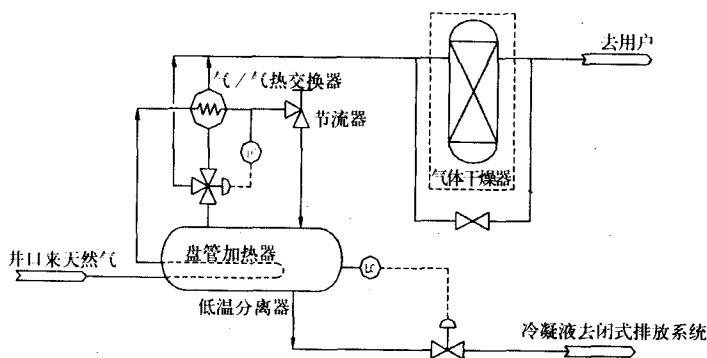 去用户
气／气热交换器
节流器
气体干燥器
盘管加热器
井口来天然气
LC
低温分离器
冷凝液去闭式排放系统